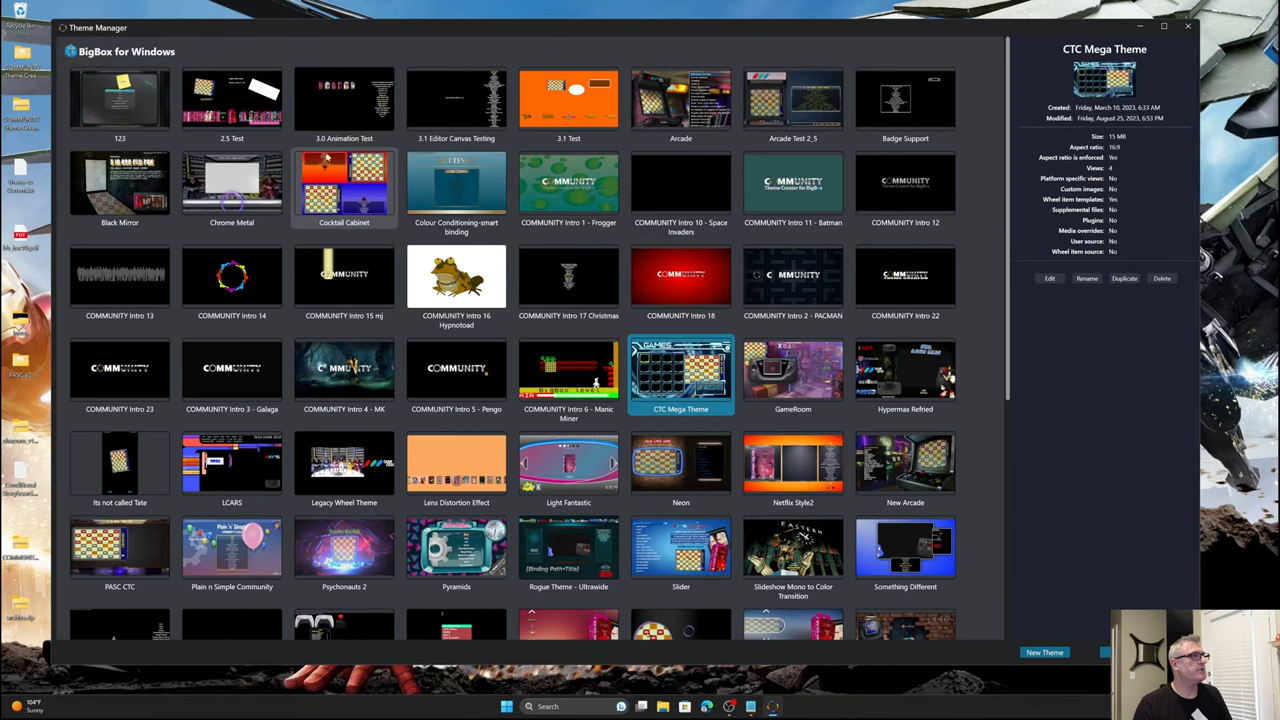 Theme Manager
BigBox for Windows
123
2.5 Test
3.0 Animation Test
3.1 Editor Canvas Testing
3.1 Test
Arcade
Arcade Test 2_5
Badge Support
Black Mirror
Chrome Metal
Cocktail Cabinet
Colour Conditioning-smart
binding
COMMUNITY Intro 1 - Frogger
COMMUNITY Intro 10 - Space
Invaders
COMMUNITY Intro 11 - Batman
COMMUNITY Intro 12
COMMUNITY Intro 13
COMMUNITY Intro 14
COMMUNITY Intro 15 mj
COMMUNITY Intro 16
Hypnotoad
COMMUNITY Intro 17 Christmas
COMMUNITY Intro 18
COMMUNITY Intro 2 - PACMAN
COMMUNITY Intro 22
COMMUNITY Intro 23
COMMUNITY Intro 3 - Galaga
COMMUNITY Intro 4 - MK
COMMUNITY Intro 5 - Pengo
COMMUNITY Intro 6 - Manic
Miner
CTC Mega Theme
GameRoom
Hypermax Refried
Its not called Tate
LCARS
Legacy Wheel Theme
Lens Distortion Effect
Light Fantastic
Neon
Netflix Style2
New Arcade
PASC CTC
Plain n Simple Community
Psychonauts 2
Pyramids
Rogue Theme - Ultrawide
Slider
Slideshow Mono to Color
Transition
Something Different
CTC Mega Theme
Created: Friday, March 10, 2023, 6:33 AM
Modified: Friday, August 25, 2023, 6:53 PM
Size: 15 MB
Aspect ratio: 16:9
Aspect ratio is enforced: Yes
Views: 4
Platform specific views: No
Custom images: No
Wheel item templates: Yes
Supplemental files: No
Plugins: No
Media overrides: No
User source: No
Wheel item source: No
Edit
Rename
Duplicate
Delete
New Theme
104°F
Sunny
Search